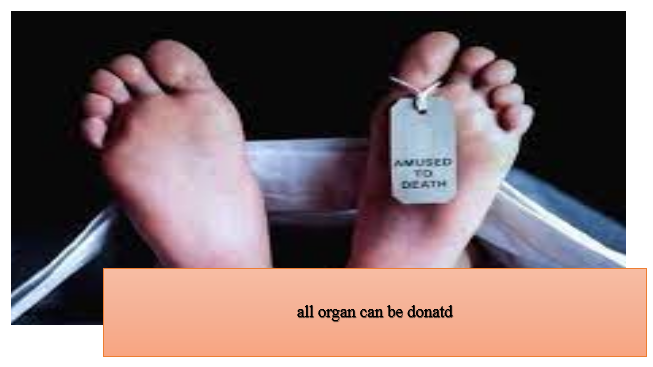 AMUSED
TO
DEATH
all organ can be donatd